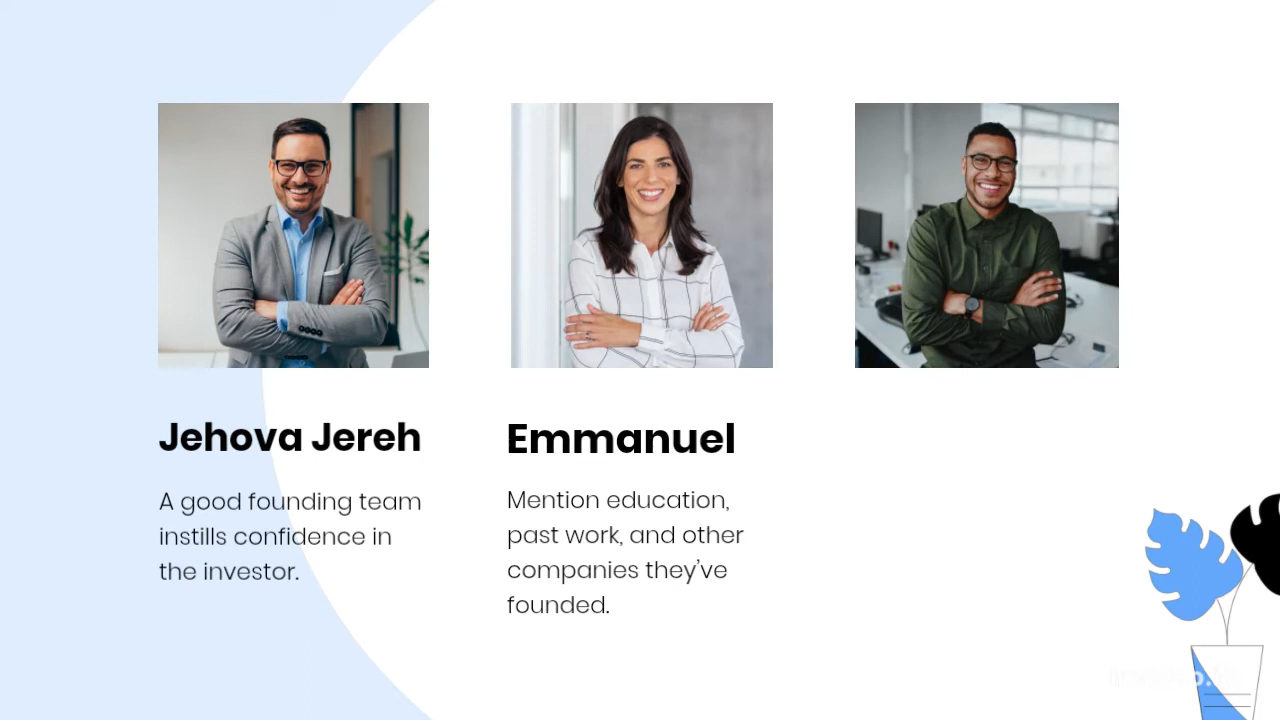 Jehova Jereh
A good founding team
instills confidence in
the investor.
Emmanuel
Mention education,
past work, and other
companies they've
founded.